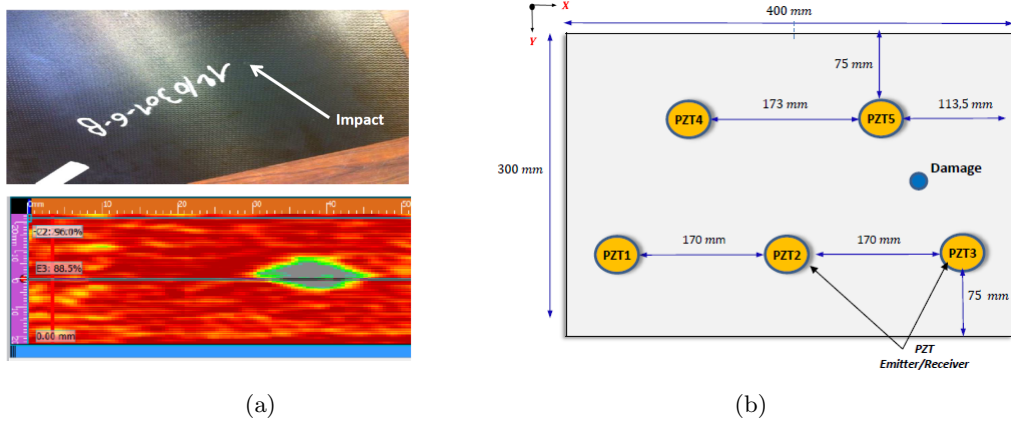 Impact
0mm 10 20 30 40 50
C2: 96.0%
E3: 88.5%
0.00 mm
(a)
X
Y
400 mm
75 mm
173 mm
113,5 mm
PZT4
PZT5
300 mm
Damage
170 mm
170 mm
PZT1
PZT2
PZT3
75 mm
PZT
Emitter/Receiver
(b)